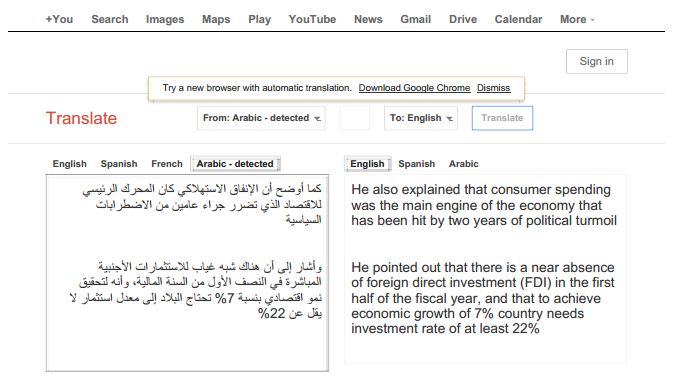 +You Search Images Maps Play YouTube News Gmail Drive Calendar More
Sign in
Try a new browser with automatic translation. Download Google Chrome Dismiss
Translate From: Arabic - detected To: English Translate
English Spanish French Arabic - detected
كما أوضح أن الإنفاق الاستهلاكي كان المحرك الرئيسي
للاقتصاد الذي تضرر جراء عامين من الاضطرابات
السياسية
وأشار إلى أن هناك شبه غياب للاستثمارات الأجنبية
المباشرة في النصف الأول من السنة المالية، وأنه لتحقيق
نمو اقتصادي بنسبة 7% تحتاج البلاد إلى معدل استثمار لا
يقل عن 22%
English Spanish Arabic
He also explained that consumer spending
was the main engine of the economy that
has been hit by two years of political turmoil
He pointed out that there is a near absence
of foreign direct investment (FDI) in the first
half of the fiscal year, and that to achieve
economic growth of 7% country needs
investment rate of at least 22%